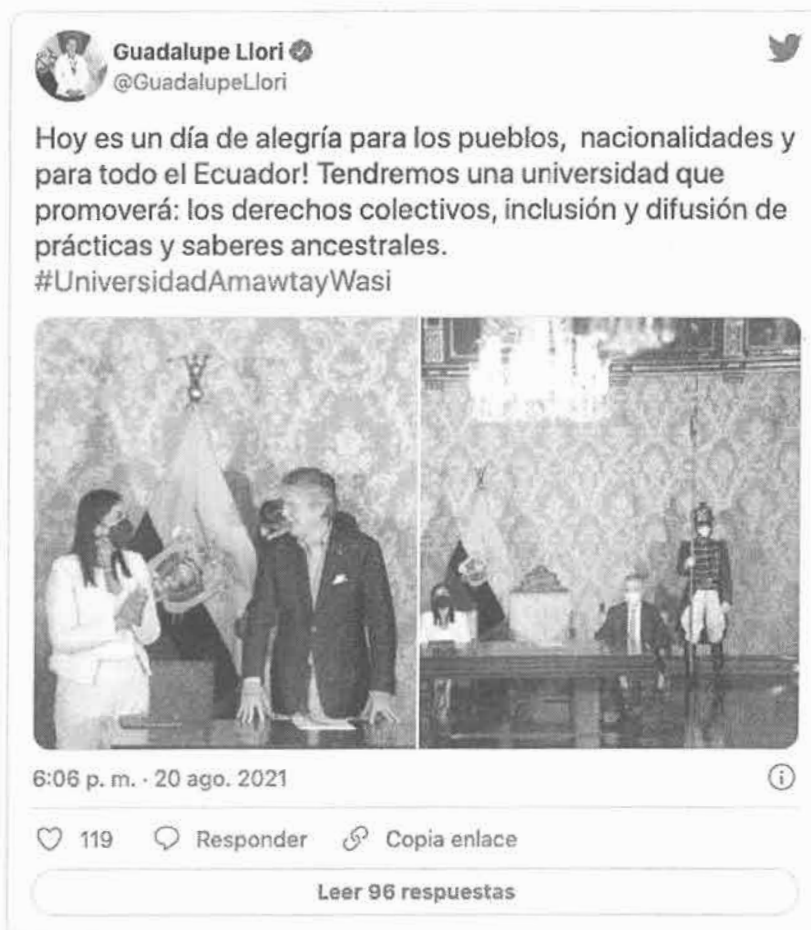 Guadalupe Llori
@GuadalupeLlori
Hoy es un día de alegría para los pueblos, nacionalidades y
para todo el Ecuador! Tendremos una universidad que
promoverá: los derechos colectivos, inclusión y difusión de
prácticas y saberes ancestrales.
#UniversidadAmawtayWasi
6:06 p. m. · 20 ago. 2021
119 Responder Copia enlace
Leer 96 respuestas